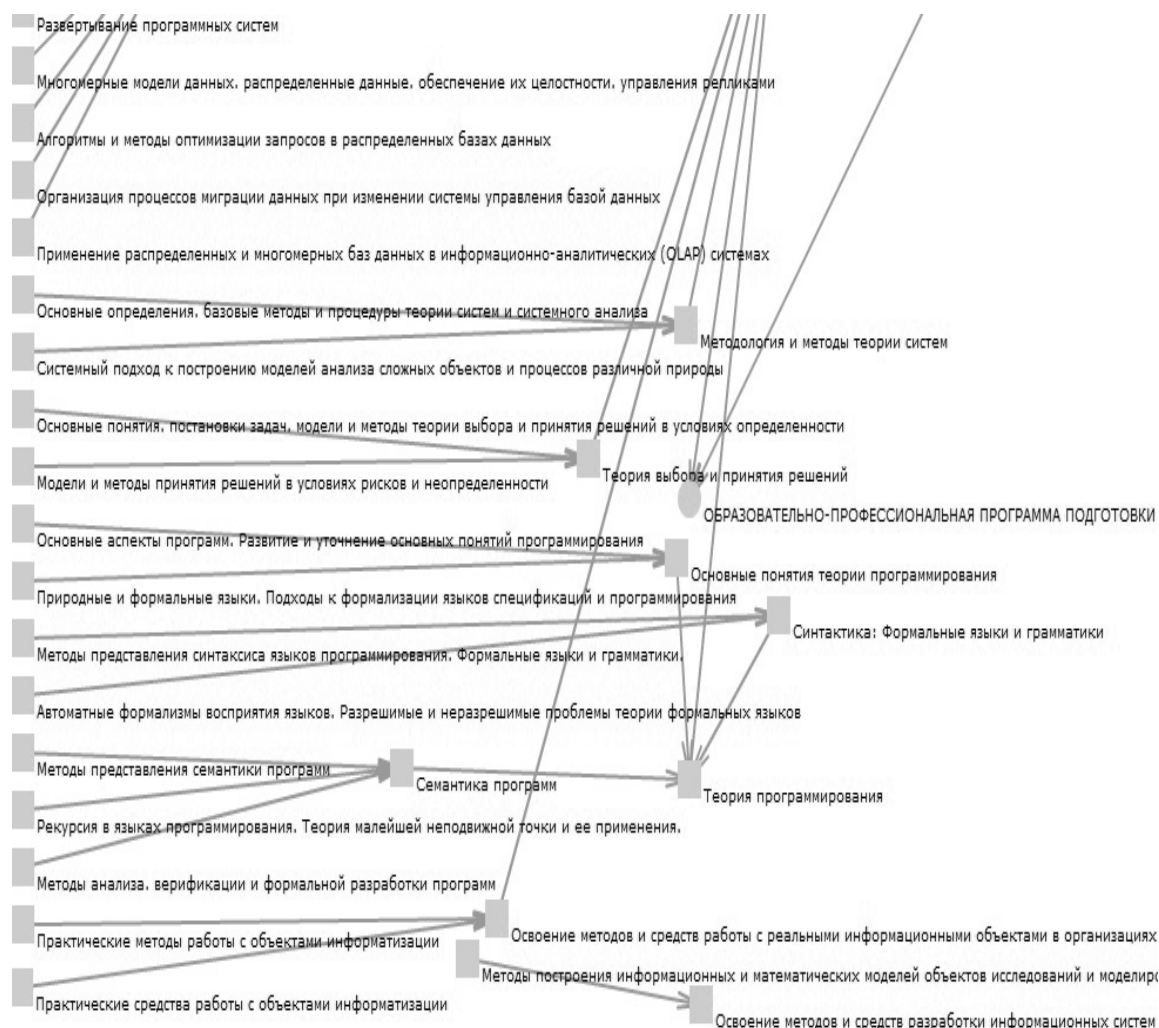 Развертывание программных систем
Многомерные модели данных. распределенные данные. обеспечение их целостности. управления репликами
Алгоритмы и методы оптимизации запросов в распределенных базах данных
Организация процессов миграции данных при изменении системы управления базой данных
Применение распределенных и многомерных баз данных в информационно-аналитических (OLAP) системах
Основные определения. базовые методы и процедуры теории систем и системного анализа
Методология и методы теории систем
Системный подход к построению моделей анализа сложных объектов и процессов различной природы
Основные понятия. постановки задач. модели и методы теории выбора и принятия решений в условиях определенности
Теория выбора и принятия решений
Модели и методы принятия решений в условиях рисков и неопределенности
ОБРАЗОВАТЕЛЬНО-ПРОФЕССИОНАЛЬНАЯ ПРОГРАММА ПОДГОТОВКИ
Основные аспекты программ. Развитие и уточнение основных понятий программирования
Основные понятия теории программирования
Природные и формальные языки. Подходы к формализации языков спецификаций и программирования
Синтактика: Формальные языки и грамматики
Методы представления синтаксиса языков программирования. Формальные языки и грамматики.
Автоматные формализмы восприятия языков. Разрешимые и неразрешимые проблемы теории формальных языков
Методы представления семантики программ
Семантика программ
Теория программирования
Рекурсия в языках программирования. Теория малейшей неподвижной точки и ее применения.
Методы анализа. верификации и формальной разработки программ
Освоение методов и средств работы с реальными информационными объектами в организациях
Практические методы работы с объектами информатизации
Методы построения информационных и математических моделей объектов исследований и моделиро
Практические средства работы с объектами информатизации
Освоение методов и средств разработки информационных систем